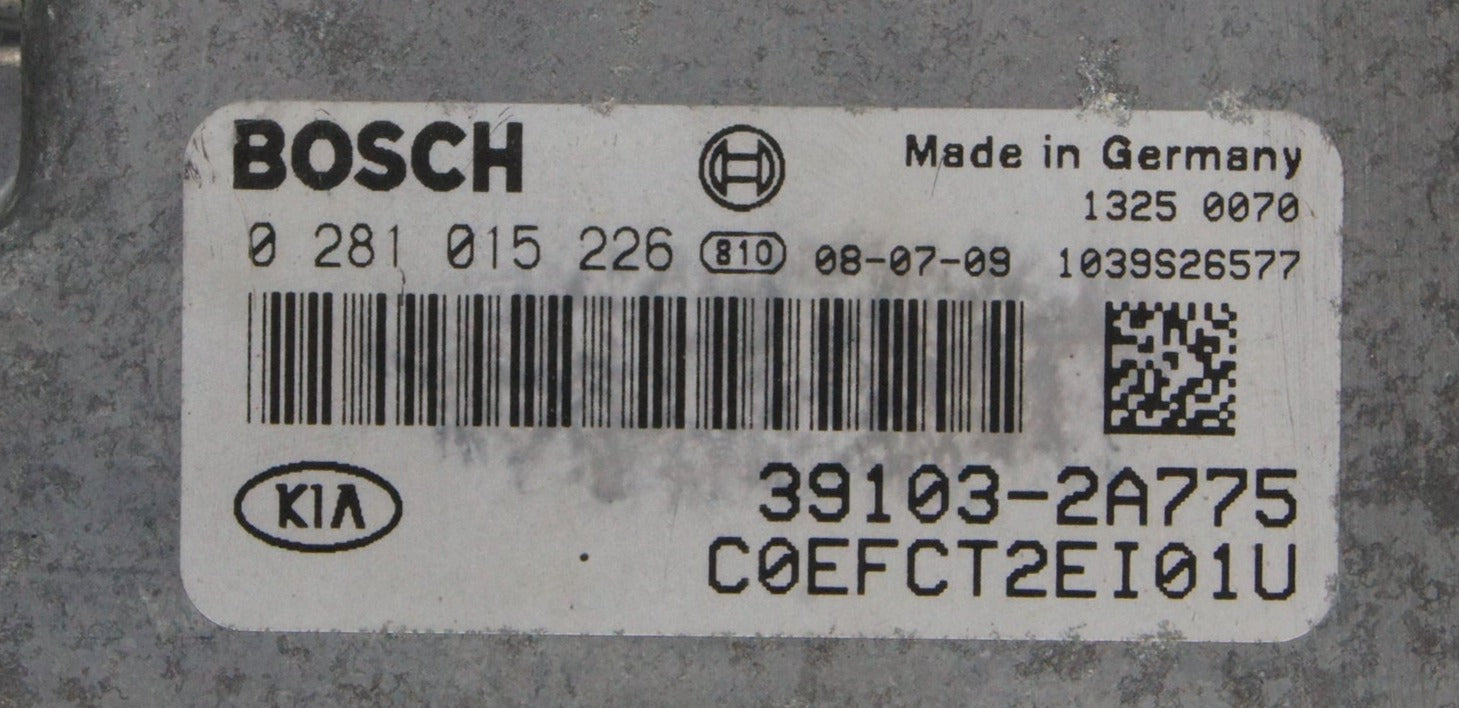 BOSCH Made in Germany
1325 0070
0 281 015 226 810 08-07-09 1039S26577
KIA 39103-2A775
C0EFCT2EI01U